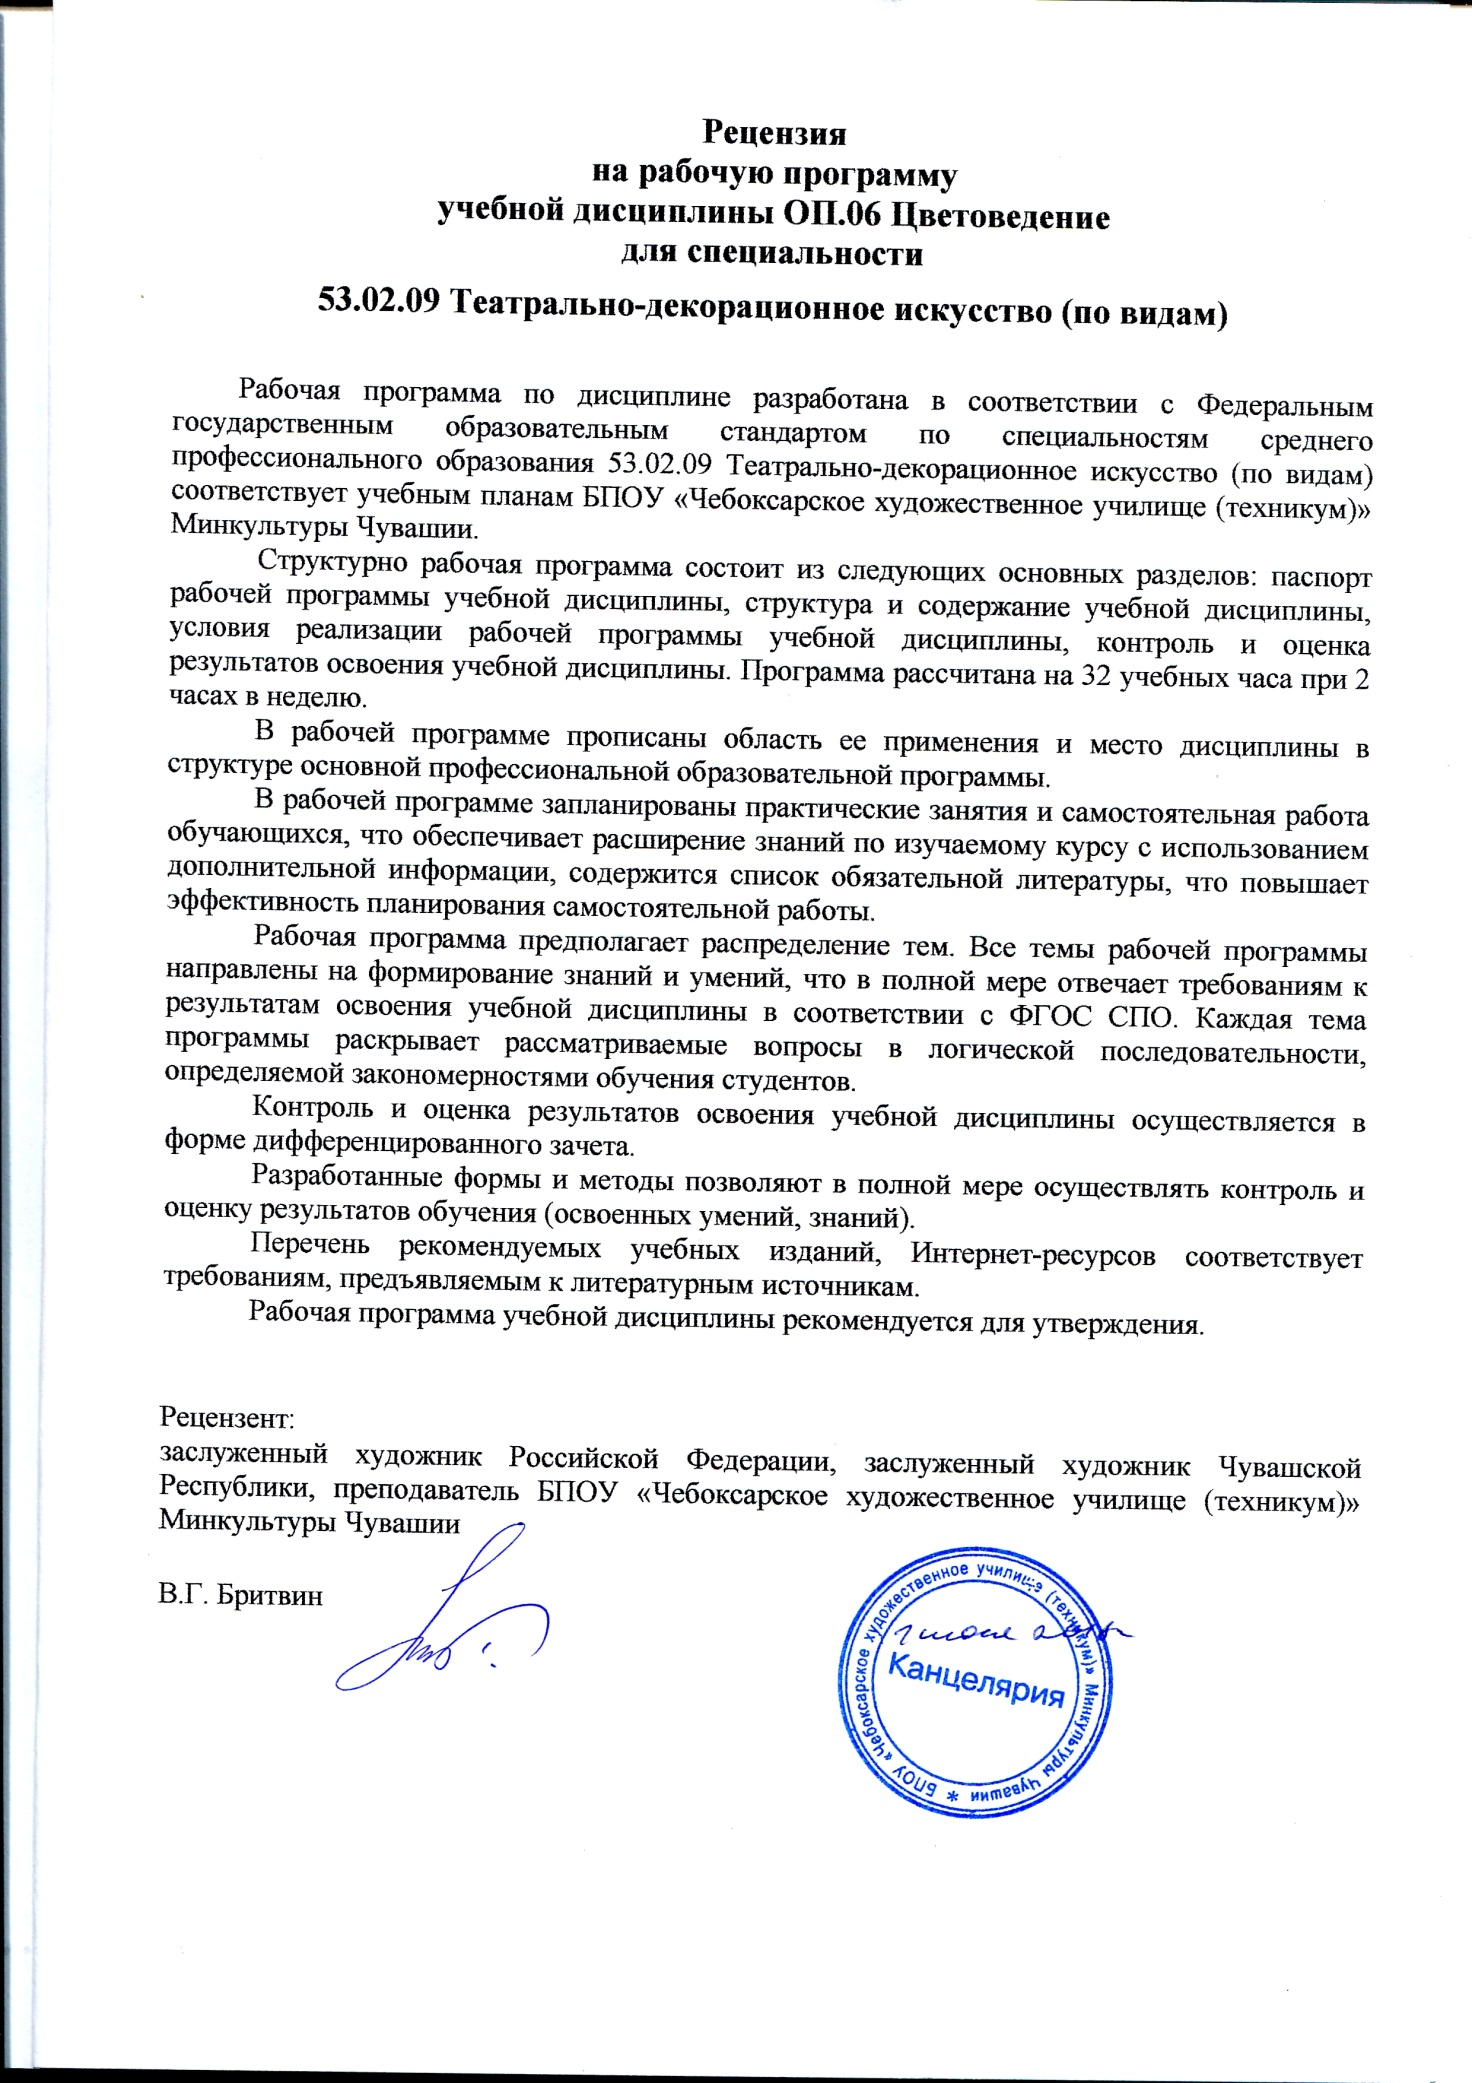 Рецензия
на рабочую программу
учебной дисциплины ОП.06 Цветоведение
для специальности
53.02.09 Театрально-декорационное искусство (по видам)
Рабочая программа по дисциплине разработана в соответствии с Федеральным
государственным образовательным стандартом по специальностям среднего
профессионального образования 53.02.09 Театрально-декорационное искусство (по видам)
соответствует учебным планам БПОУ «Чебоксарское художественное училище (техникум)»
Минкультуры Чувашии.
Структурно рабочая программа состоит из следующих основных разделов: паспорт
рабочей программы учебной дисциплины, структура и содержание учебной дисциплины,
условия реализации рабочей программы учебной дисциплины, контроль и оценка
результатов освоения учебной дисциплины. Программа рассчитана на 32 учебных часа при 2
часах в неделю.
В рабочей программе прописаны область ее применения и место дисциплины в
структуре основной профессиональной образовательной программы.
В рабочей программе запланированы практические занятия и самостоятельная работа
обучающихся, что обеспечивает расширение знаний по изучаемому курсу с использованием
дополнительной информации, содержится список обязательной литературы, что повышает
эффективность планирования самостоятельной работы.
Рабочая программа предполагает распределение тем. Все темы рабочей программы
направлены на формирование знаний и умений, что в полной мере отвечает требованиям к
результатам освоения учебной дисциплины в соответствии с ФГОС СПО. Каждая тема
программы раскрывает рассматриваемые вопросы в логической последовательности,
определяемой закономерностями обучения студентов.
Контроль и оценка результатов освоения учебной дисциплины осуществляется в
форме дифференцированного зачета.
Разработанные формы и методы позволяют в полной мере осуществлять контроль и
оценку результатов обучения (освоенных умений, знаний).
Перечень рекомендуемых учебных изданий, Интернет-ресурсов соответствует
требованиям, предъявляемым к литературным источникам.
Рабочая программа учебной дисциплины рекомендуется для утверждения.
Рецензент:
заслуженный художник Российской Федерации, заслуженный художник Чувашской
Республики, преподаватель БПОУ «Чебоксарское художественное училище (техникум)»
Минкультуры Чувашии
В.Г. Бритвин
БПОУ «Чебоксарское художественное училище (техникум)» Минкультуры Чувашии *
Канцелярия